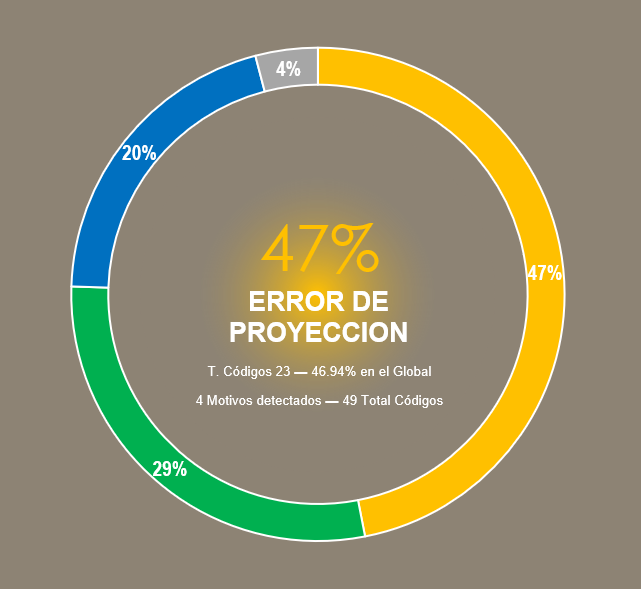 4%
20%
47%
47%
ERROR DE
PROYECCION
T. Códigos 23 — 46.94% en el Global
4 Motivos detectados — 49 Total Códigos
29%